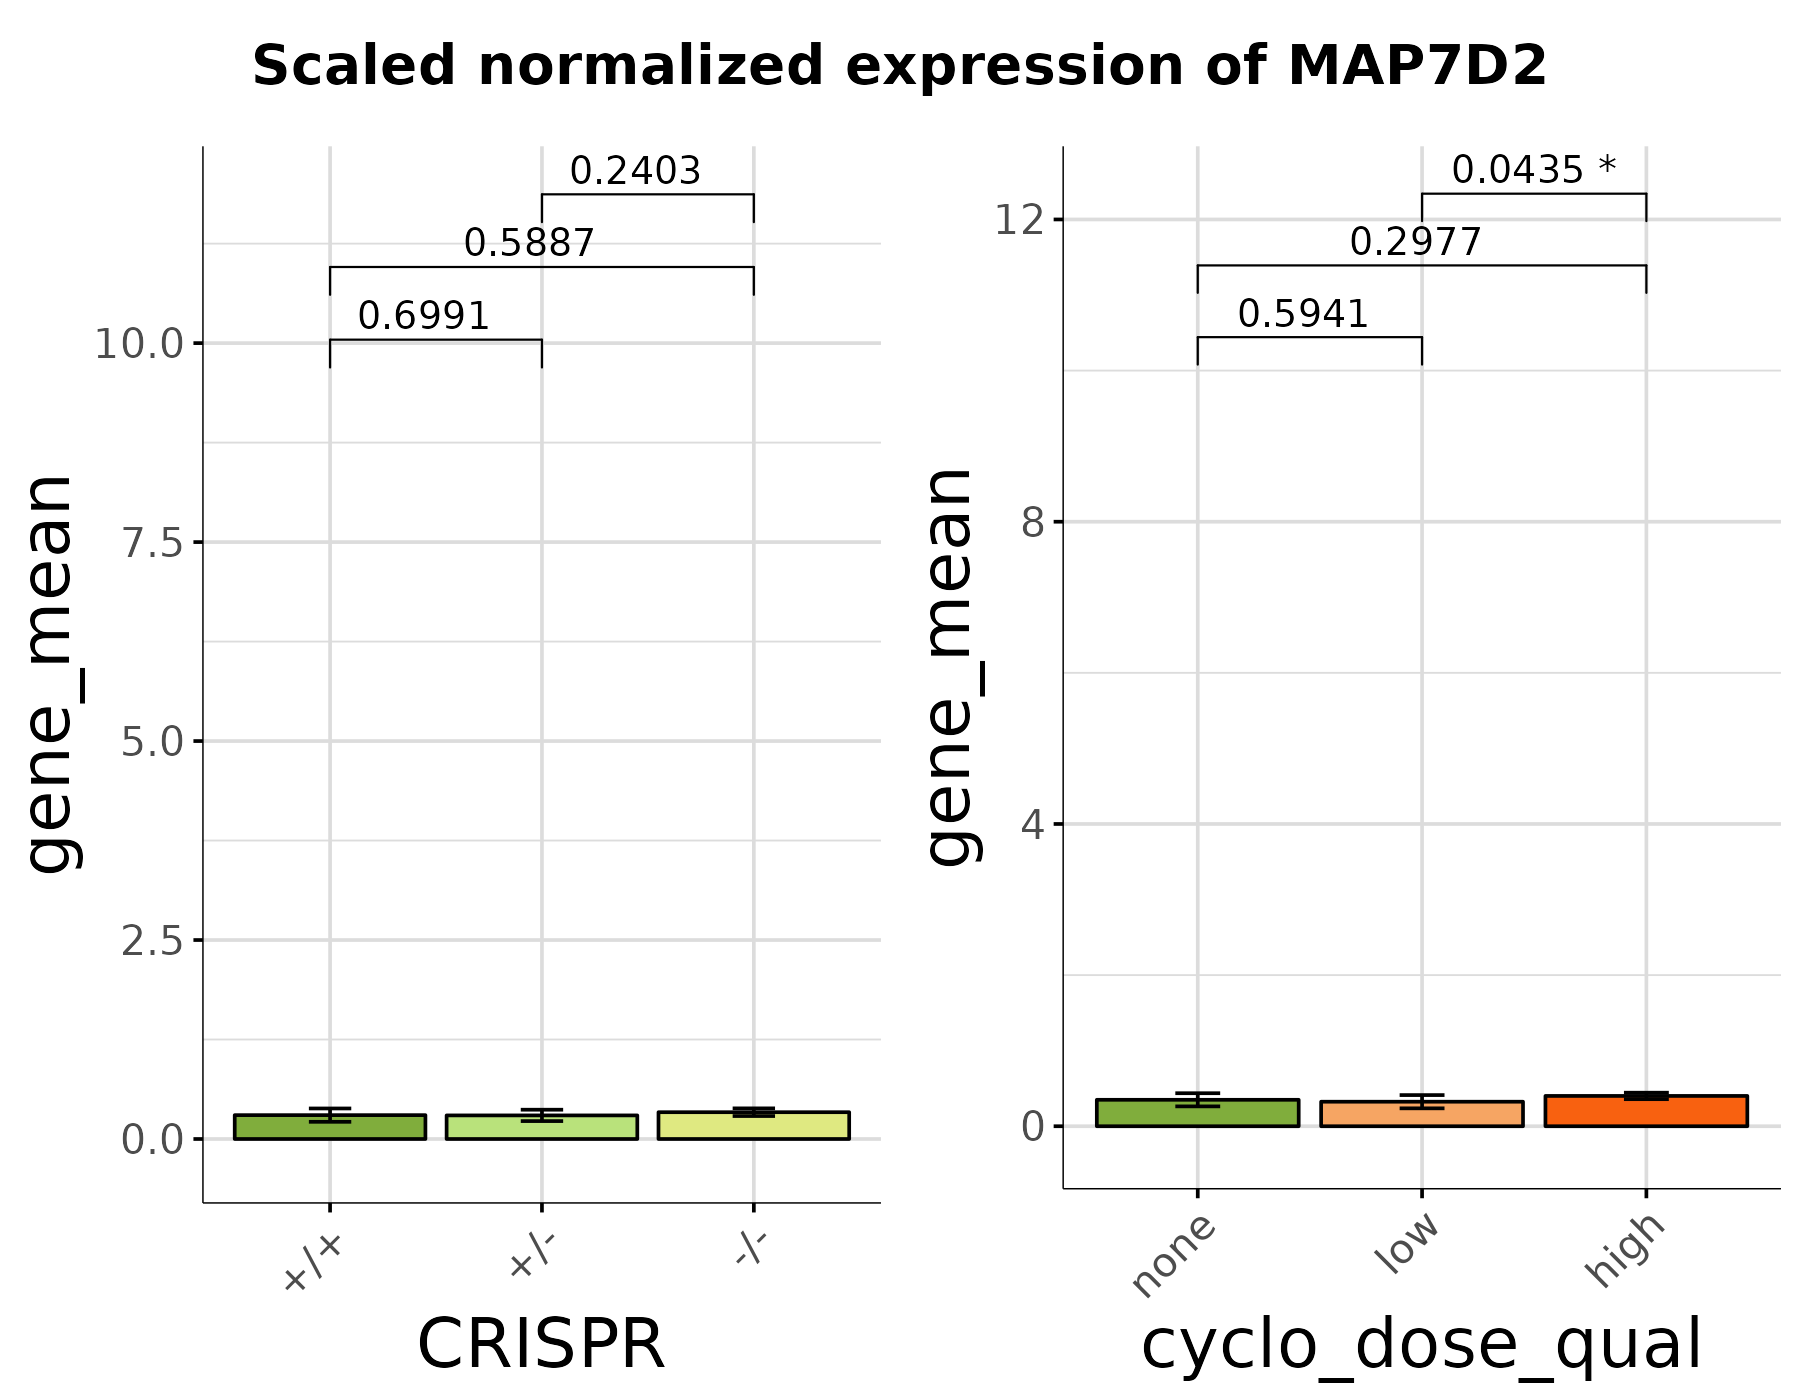 Scaled normalized expression of MAP7D2
gene_mean
10.0
7.5
5.0
2.5
0.0
0.2403
0.5887
0.6991
+/+
+/-
-/-
CRISPR
gene_mean
12
8
4
0
0.0435 *
0.2977
0.5941
none
low
high
cyclo_dose_qual